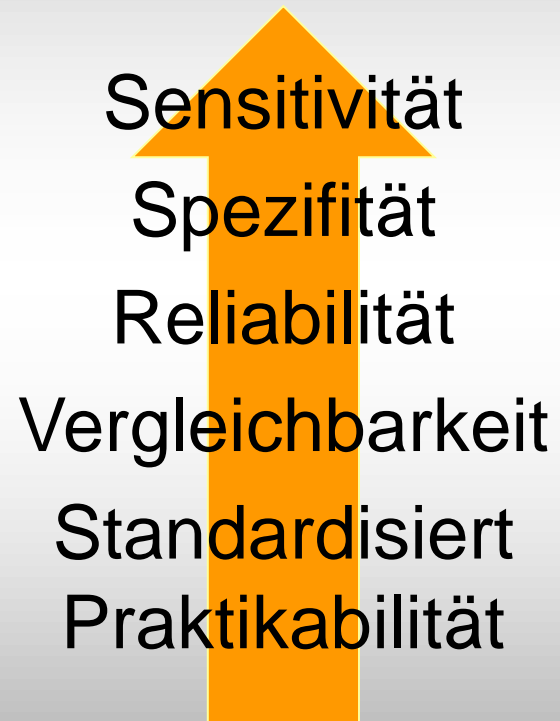 Sensitivität
Spezifität
Reliabilität
Vergleichbarkeit
Standardisiert
Praktikabilität